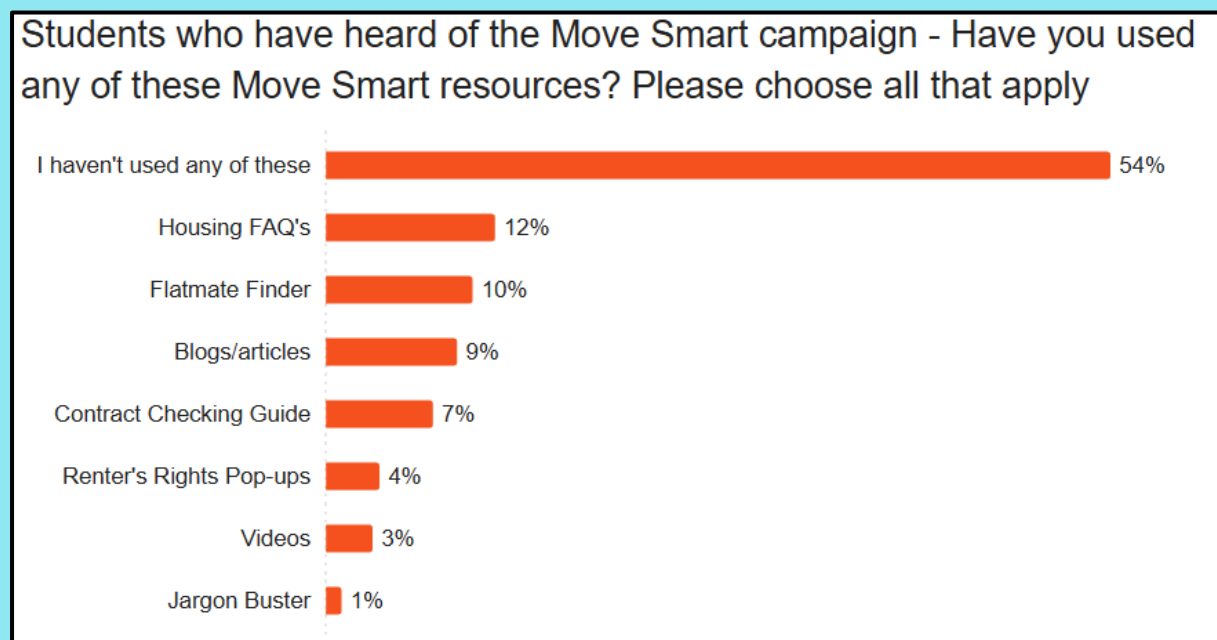 Students who have heard of the Move Smart campaign - Have you used
any of these Move Smart resources? Please choose all that apply
I haven't used any of these 54%
Housing FAQ's 12%
Flatmate Finder 10%
Blogs/articles 9%
Contract Checking Guide 7%
Renter's Rights Pop-ups 4%
Videos 3%
Jargon Buster 1%